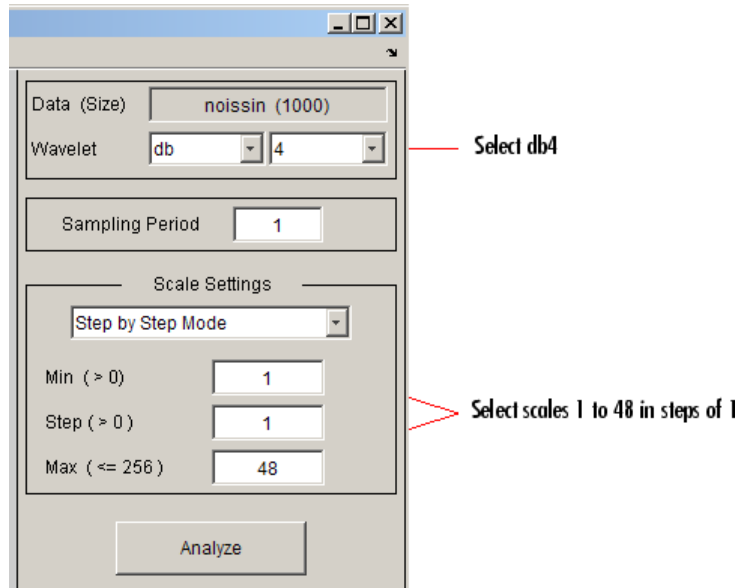 Data (Size) noissin (1000)
Wavelet db 4
Select db4
Sampling Period 1
Scale Settings
Step by Step Mode
Min ( > 0) 1
Step ( > 0 ) 1
Select scales 1 to 48 in steps of 1
Max ( <= 256 ) 48
Analyze